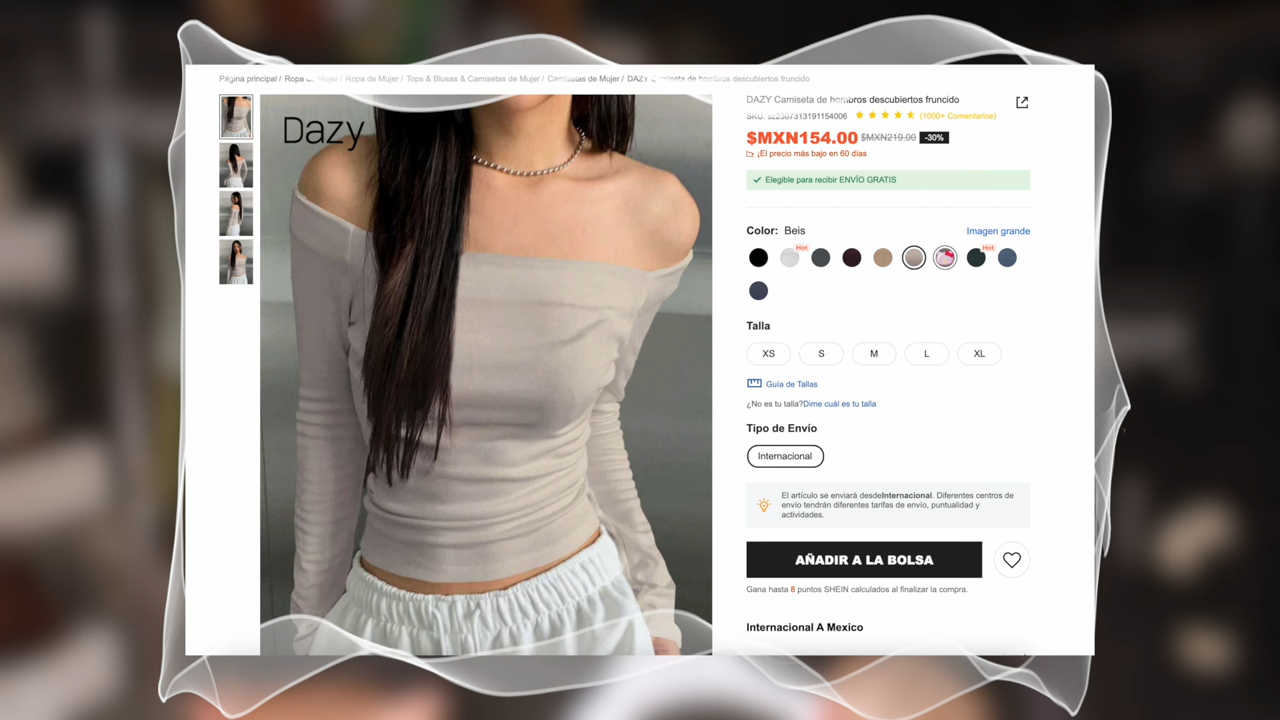 Página principal / Ropa de Mujer / Ropa de Mujer / Tops & Blusas & Camisetas de Mujer / Camisetas de Mujer / DAZY Camiseta de hombros descubiertos fruncido
Dazy
DAZY Camiseta de hombros descubiertos fruncido
SKU: sz2307313191154006 (1000+ Comentarios)
$MXN154.00 $MXN219.00 -30%
¡El precio más bajo en 60 días
Elegible para recibir ENVÍO GRATIS
Color: Beis Imagen grande
Hot Hot
Talla
XS S M L XL
Guía de Tallas
¿No es tu talla?Dime cuál es tu talla
Tipo de Envío
Internacional
El artículo se enviará desdeInternacional. Diferentes centros de
envío tendrán diferentes tarifas de envío, puntualidad y
actividades.
AÑADIR A LA BOLSA
Gana hasta 8 puntos SHEIN calculados al finalizar la compra.
Internacional A Mexico